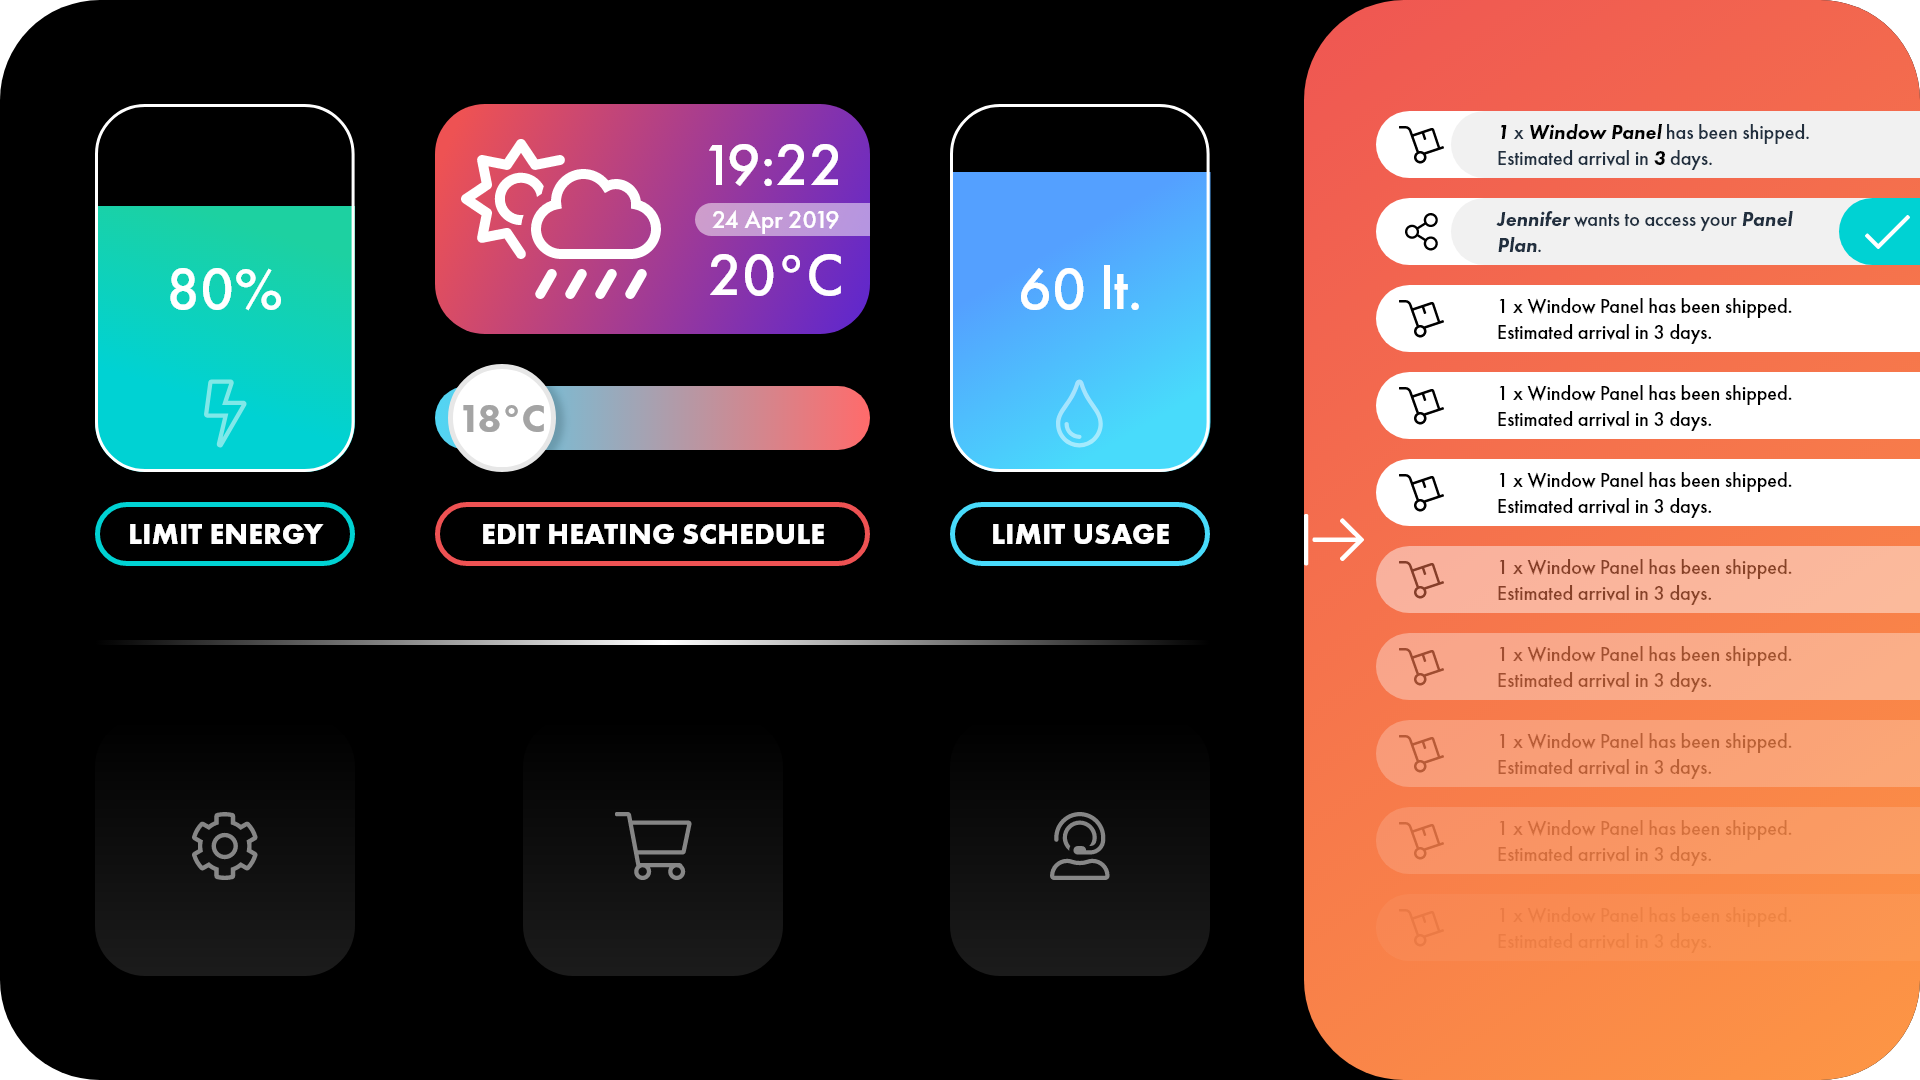 80%
19:22
24 Apr 2019
20°C
18°C
60 lt.
LIMIT ENERGY
EDIT HEATING SCHEDULE
LIMIT USAGE
1 x Window Panel has been shipped.
Estimated arrival in 3 days.
Jennifer wants to access your Panel
Plan.
1 x Window Panel has been shipped.
Estimated arrival in 3 days.
1 x Window Panel has been shipped.
Estimated arrival in 3 days.
1 x Window Panel has been shipped.
Estimated arrival in 3 days.
1 x Window Panel has been shipped.
Estimated arrival in 3 days.
1 x Window Panel has been shipped.
Estimated arrival in 3 days.
1 x Window Panel has been shipped.
Estimated arrival in 3 days.
1 x Window Panel has been shipped.
Estimated arrival in 3 days.
1 x Window Panel has been shipped.
Estimated arrival in 3 days.